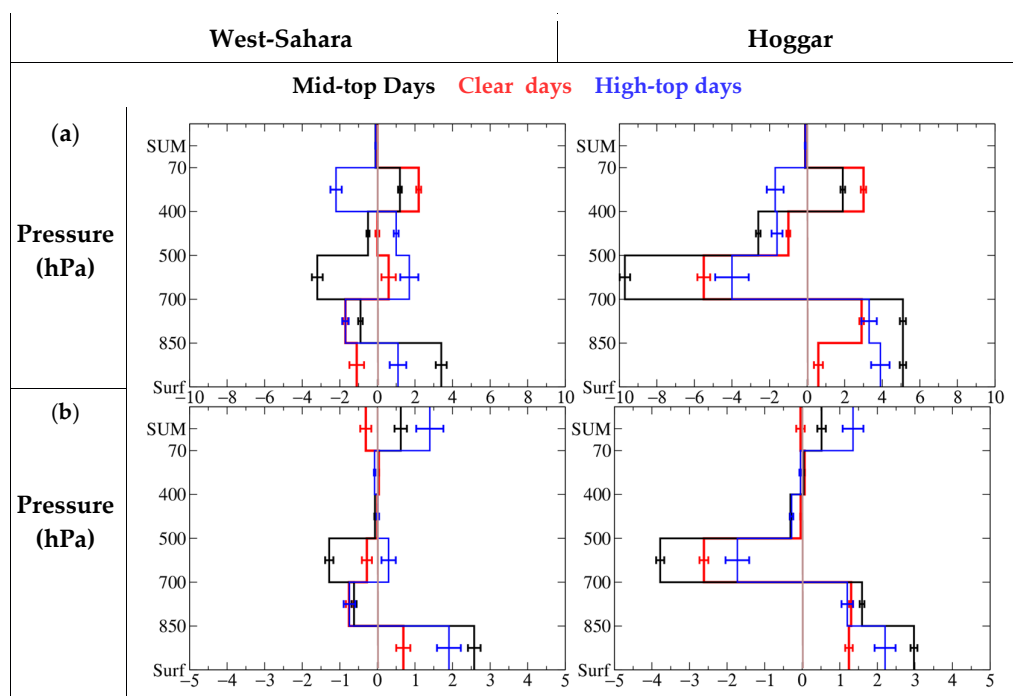 West-Sahara Hoggar
Mid-top Days Clear days High-top days
(a)
Pressure
(hPa)
SUM
70
400
500
700
850
Surf
−10 −8 −6 −4 −2 0 2 4 6 8 10
SUM
70
400
500
700
850
Surf
−10 −8 −6 −4 −2 0 2 4 6 8 10
(b)
Pressure
(hPa)
SUM
70
400
500
700
850
Surf
−5 −4 −3 −2 −1 0 1 2 3 4 5
SUM
70
400
500
700
850
Surf
−5 −4 −3 −2 −1 0 1 2 3 4 5